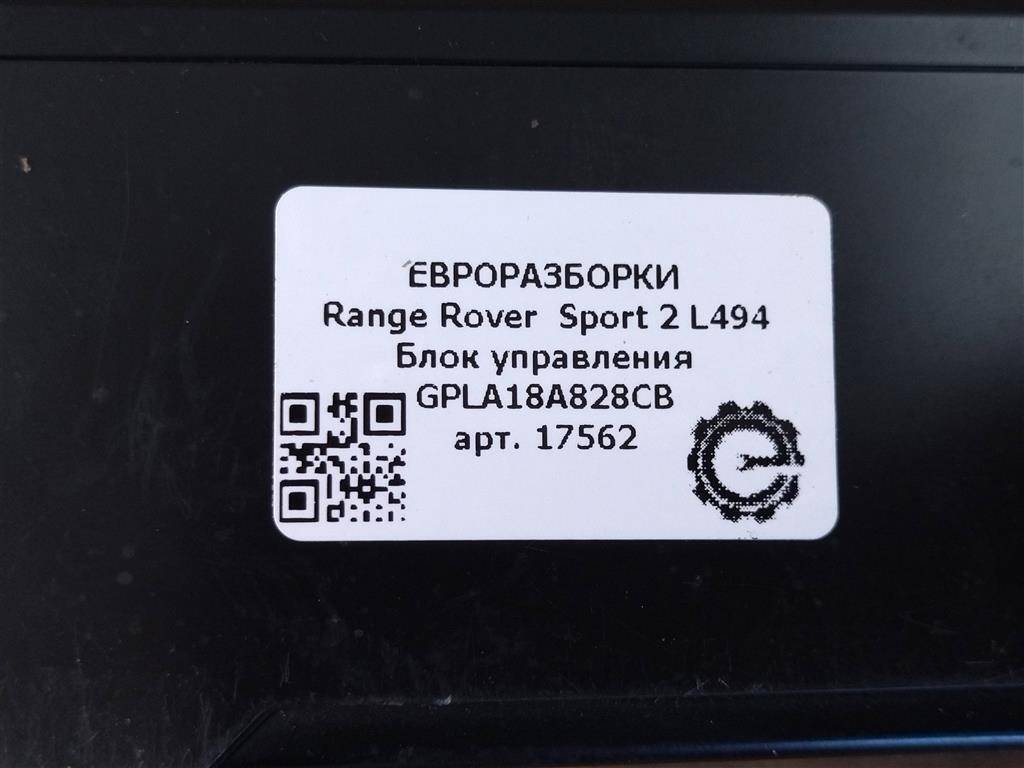 ЕВРОРАЗБОРКИ
Range Rover Sport 2 L494
Блок управления
GPLA18A828CB
арт. 17562